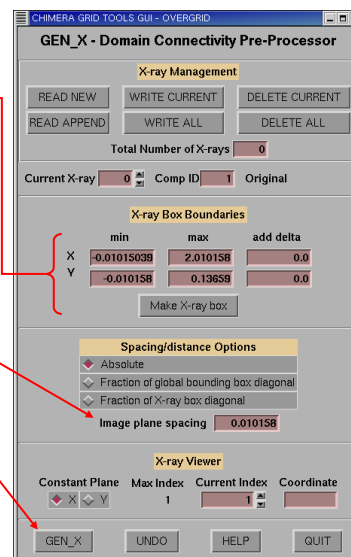 CHIMERA GRID TOOLS GUI - OVERGRID
GEN_X - Domain Connectivity Pre-Processor
X-ray Management
READ NEW WRITE CURRENT DELETE CURRENT
READ APPEND WRITE ALL DELETE ALL
Total Number of X-rays 0
Current X-ray 0 Comp ID 1 Original
X-ray Box Boundaries
min max add delta
X -0.01015039 2.010158 0.0
Y -0.010158 0.13659 0.0
Make X-ray box
Spacing/distance Options
Absolute
Fraction of global bounding box diagonal
Fraction of X-ray box diagonal
Image plane spacing 0.010158
X-ray Viewer
Constant Plane Max Index Current Index Coordinate
X Y 1 1
GEN_X UNDO HELP QUIT